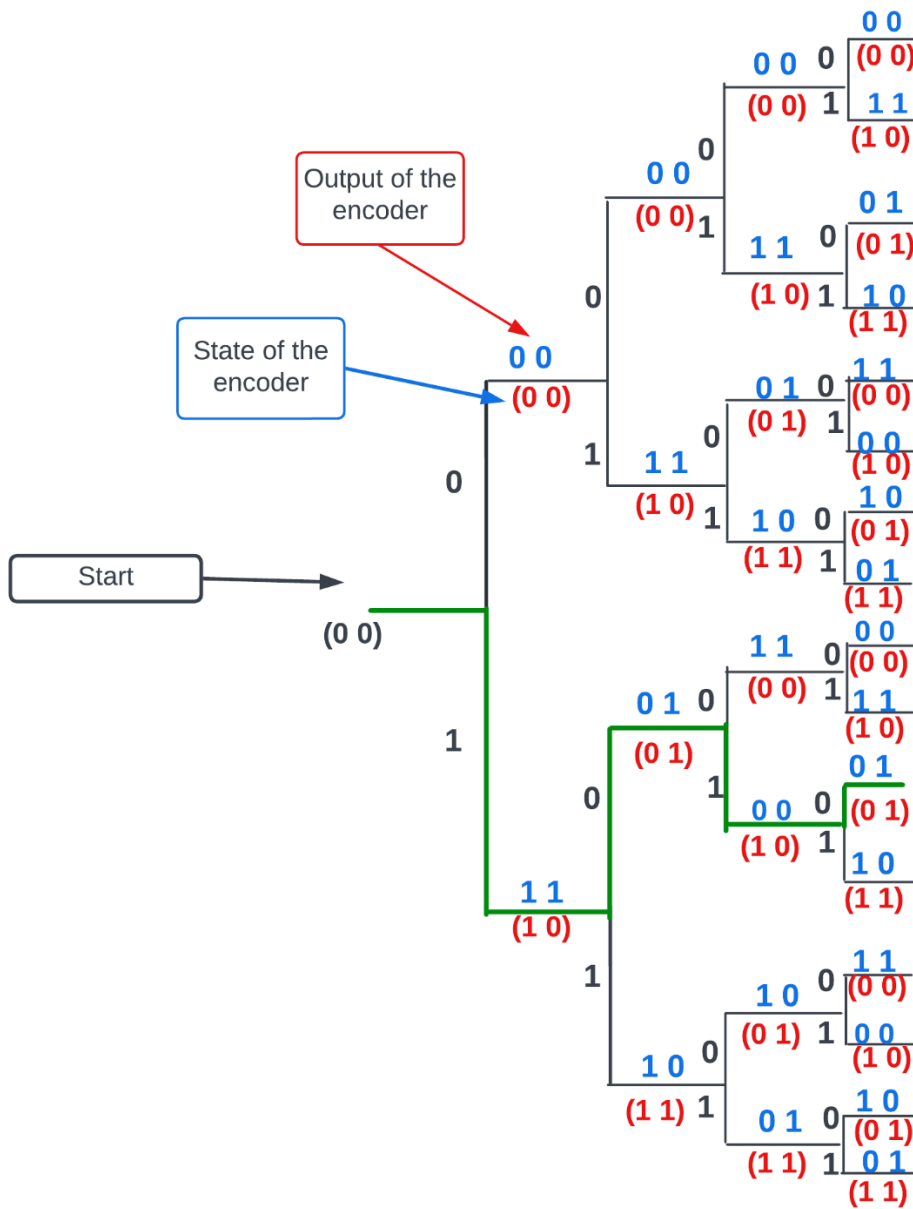 0 0
0 0 0 (0 0)
(0 0) 1 1 1
0 (1 0)
0 0
(0 0) 1 0 1
1 1 0 (0 1)
(1 0) 1 1 0
(1 1)
Output of the
encoder
0
State of the
encoder
0 0
(0 0)
1 1
0 1 0 (0 0)
(0 1) 1 0 0
0 (1 0)
1
1 1
(1 0) 1 1 0
1 0 0 (0 1)
(1 1) 1 0 1
(1 1)
0
Start
(0 0)
0 0
1 1 0 (0 0)
(0 0) 1 1 1
0 (1 0)
0 1
(0 1) 1 0 1
0 0 0 (0 1)
(1 0) 1 1 0
(1 1)
1
0
1 1
(1 0)
1
1 1
1 0 0 (0 0)
(0 1) 1 0 0
0 (1 0)
1 0
(1 1) 1 1 0
0 1 0 (0 1)
(1 1) 1 0 1
(1 1)